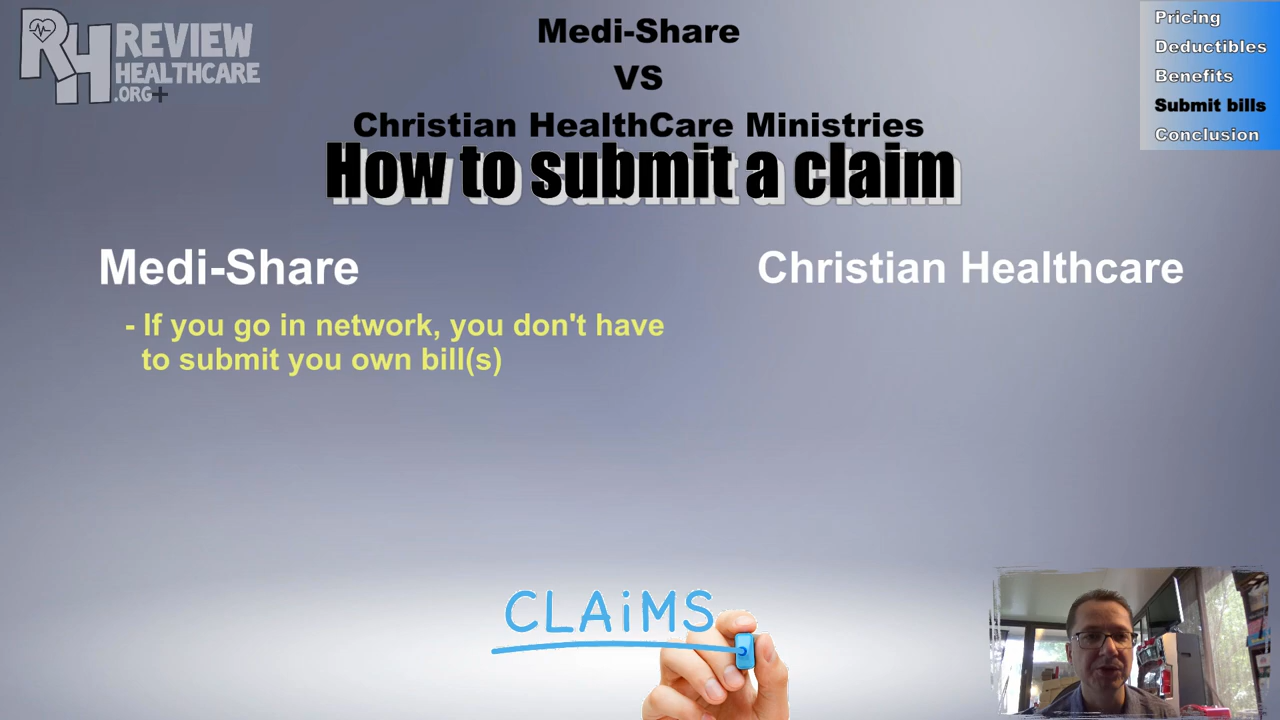 RH REVIEW
HEALTHCARE
.ORG+
Medi-Share
VS
Christian HealthCare Ministries
How to submit a claim
Pricing
Deductibles
Benefits
Submit bills
Conclusion
Medi-Share
- If you go in network, you don't have
to submit you own bill(s)
Christian Healthcare
CLAiMS